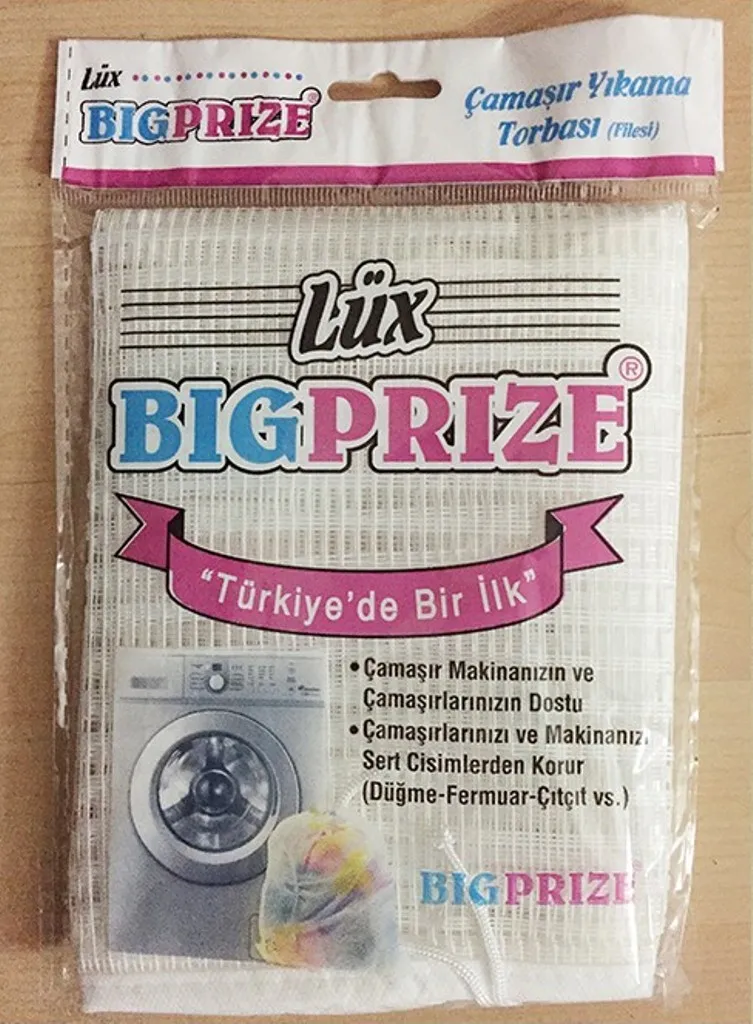 Lüx
BIGPRIZE®
Çamaşır Yıkama
Torbası (Filesi)
Lüx
BIGPRIZE®
"Türkiye'de Bir İlk"
• Çamaşır Makinanızın ve
Çamaşırlarınızın Dostu
• Çamaşırlarınızı ve Makinanızı
Sert Cisimlerden Korur
(Düğme-Fermuar-Çıtçıt vs.)
BIGPRIZE